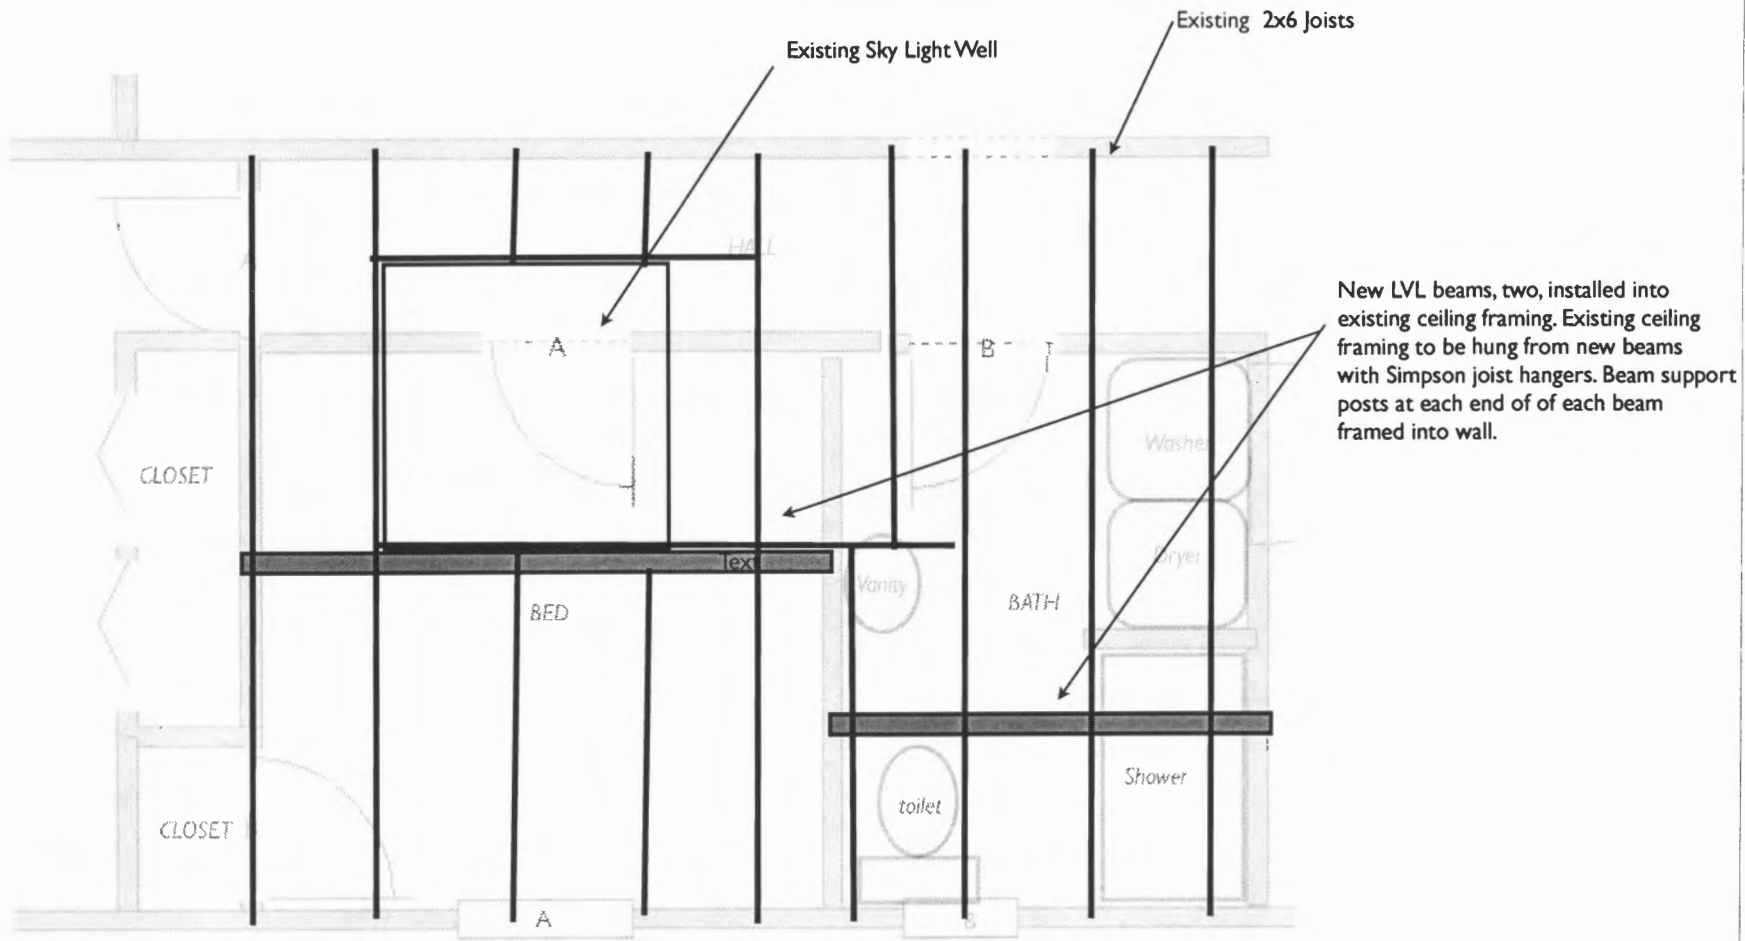 Existing 2x6 Joists
Existing Sky Light Well
HALL
New LVL beams, two, installed into
existing ceiling framing. Existing ceiling
framing to be hung from new beams
with Simpson joist hangers. Beam support
posts at each end of of each beam
framed into wall.
A
B
Washer
CLOSET
Dryer
Text
Vanity
BED
BATH
Shower
toilet
CLOSET
A
B